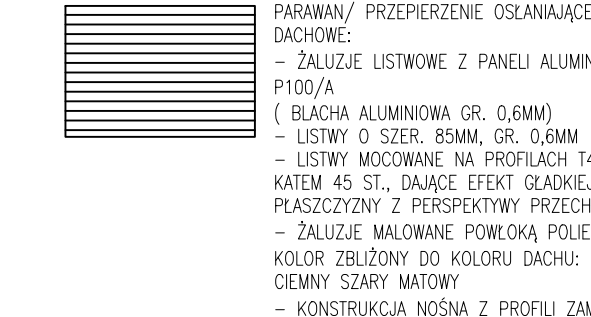 PARAWAN/ PRZEPIERZENIE OSŁANIAJĄCE
DACHOWE:
– ŻALUZJE LISTWOWE Z PANELI ALUMIN
P100/A
( BLACHA ALUMINIOWA GR. 0,6MM)
– LISTWY O SZER. 85MM, GR. 0,6MM
– LISTWY MOCOWANE NA PROFILACH T4
KATEM 45 ST., DAJĄCE EFEKT GŁADKIEJ
PŁASZCZYZNY Z PERSPEKTYWY PRZECH
– ŻALUZJE MALOWANE POWŁOKĄ POLIE
KOLOR ZBLIŻONY DO KOLORU DACHU:
CIEMNY SZARY MATOWY
– KONSTRUKCJA NOŚNA Z PROFILI ZAM